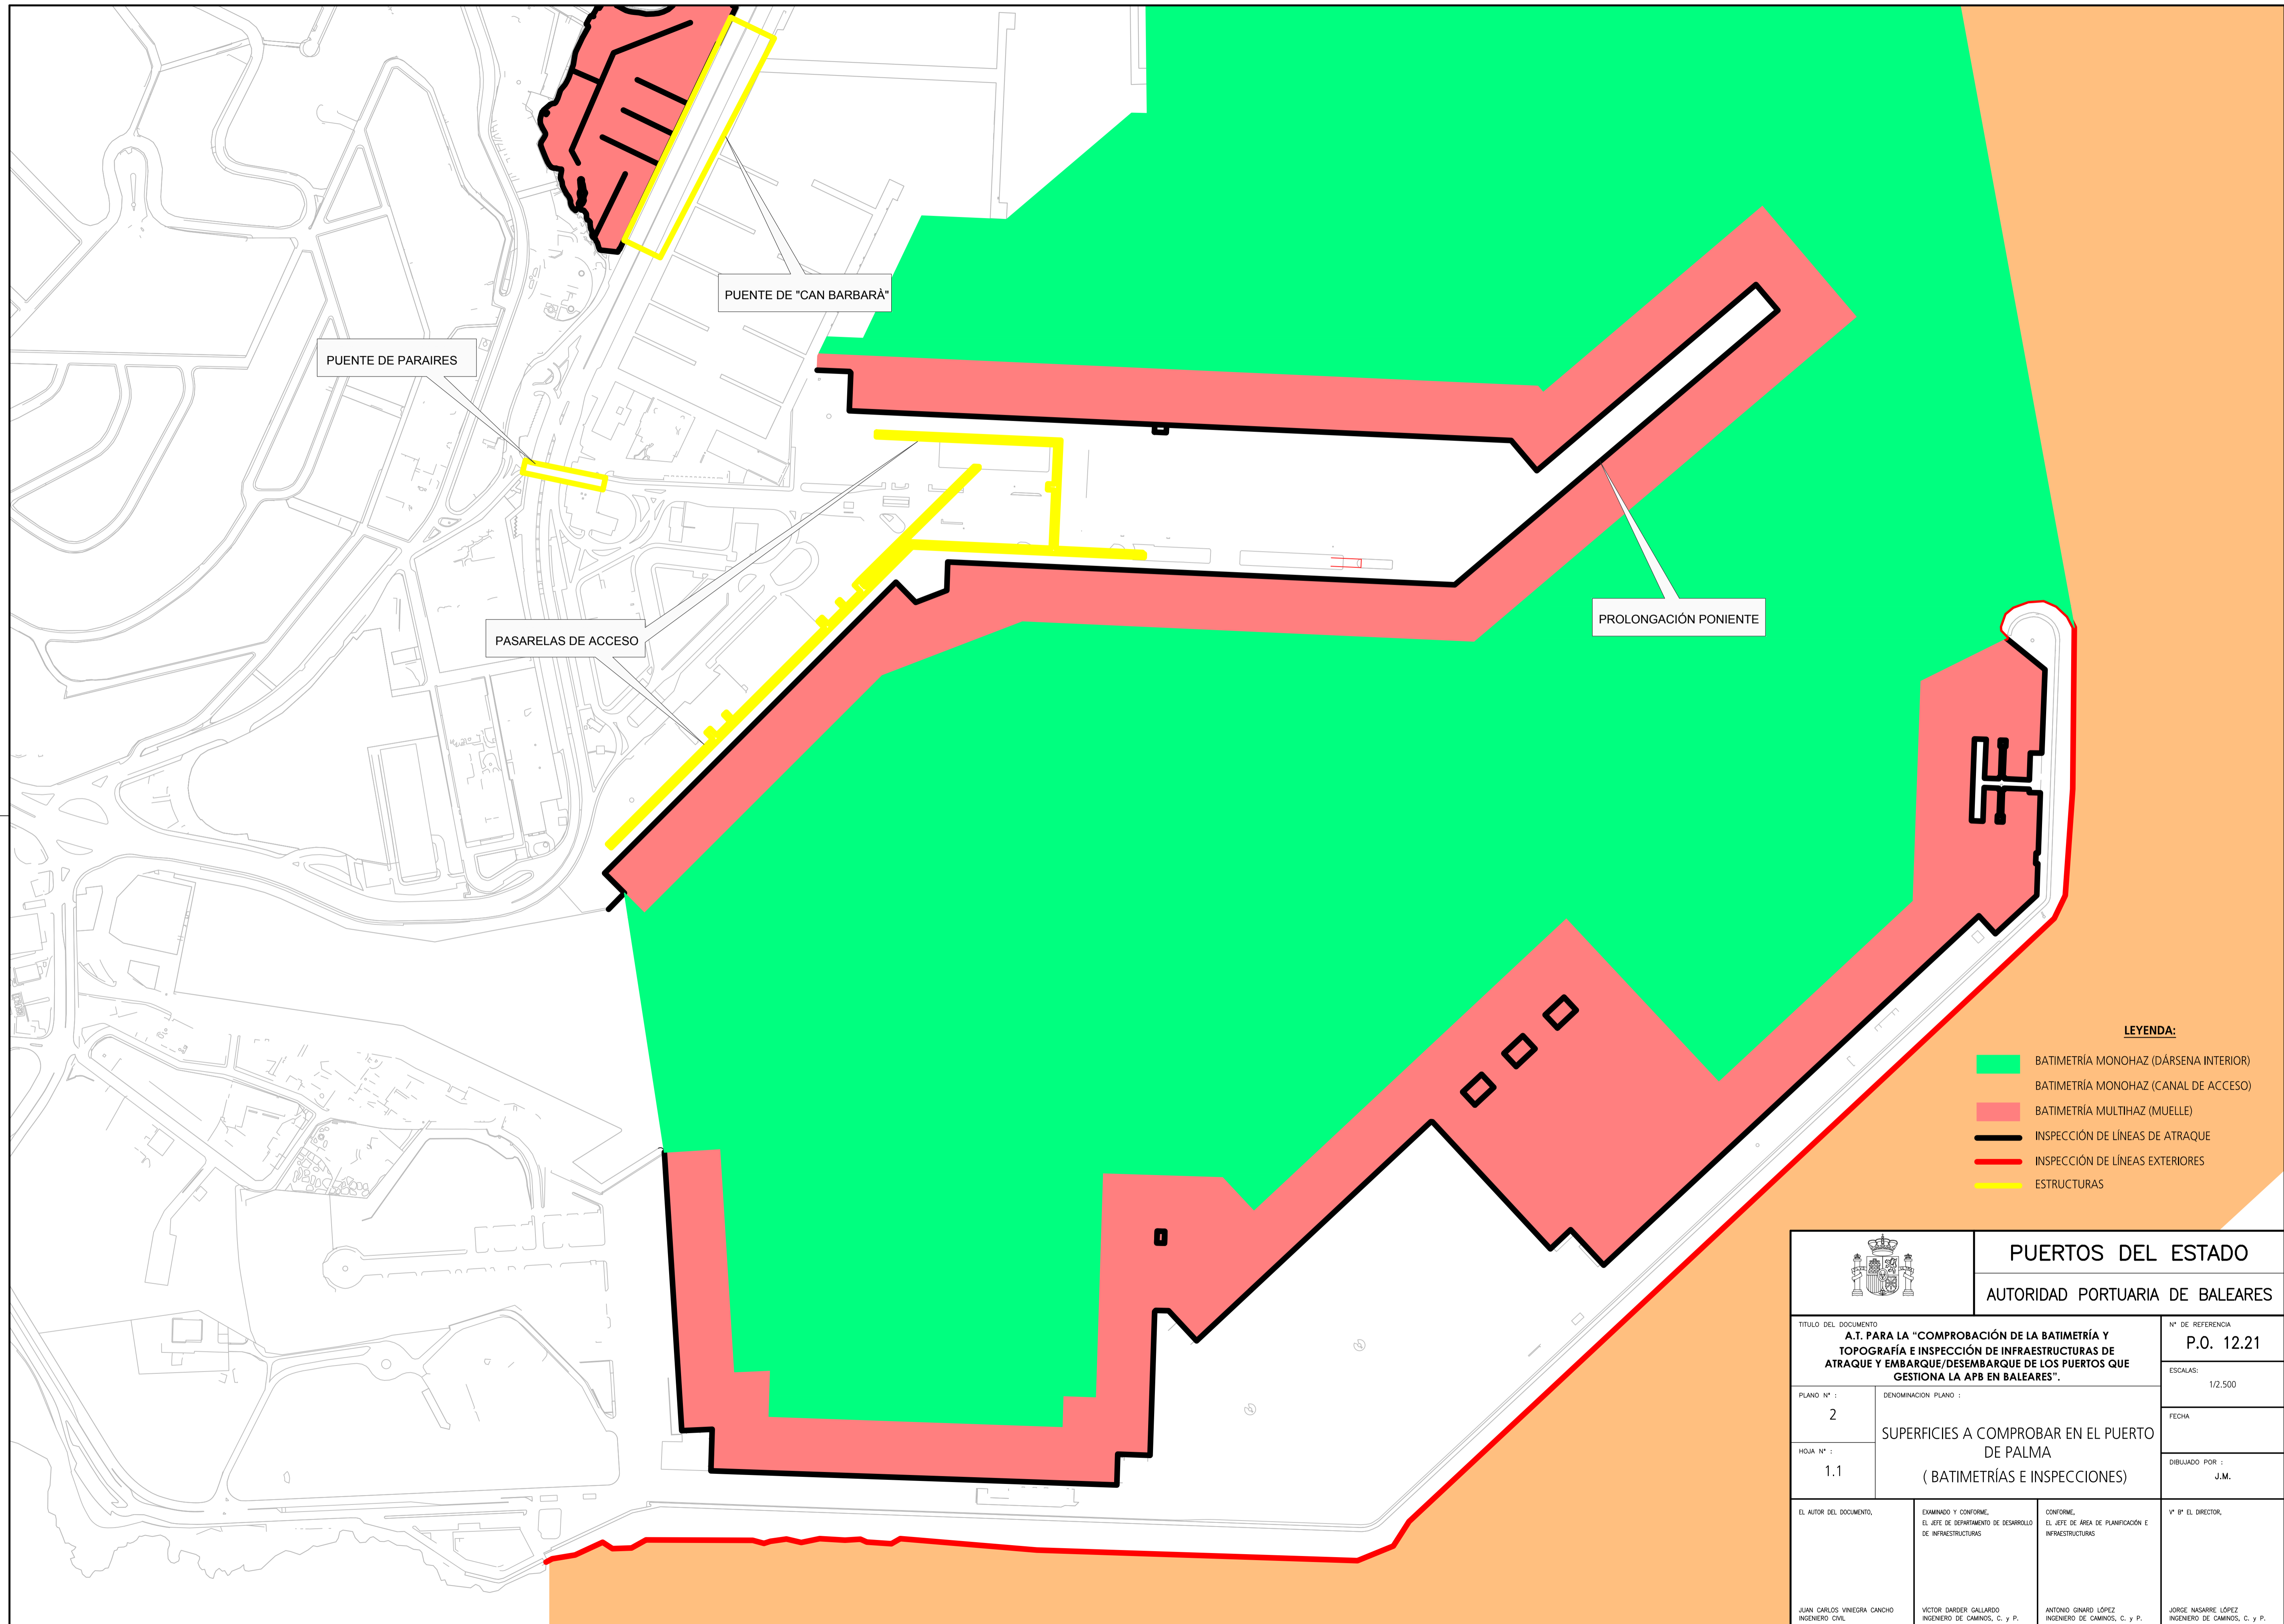 PUENTE DE "CAN BARBARÀ"
PUENTE DE PARAIRES
PROLONGACIÓN PONIENTE
PASARELAS DE ACCESO
LEYENDA:
BATIMETRÍA MONOHAZ (DÁRSENA INTERIOR)
BATIMETRÍA MONOHAZ (CANAL DE ACCESO)
BATIMETRÍA MULTIHAZ (MUELLE)
INSPECCIÓN DE LÍNEAS DE ATRAQUE
INSPECCIÓN DE LÍNEAS EXTERIORES
ESTRUCTURAS
PUERTOS DEL ESTADO
AUTORIDAD PORTUARIA DE BALEARES
TITULO DEL DOCUMENTO
A.T. PARA LA "COMPROBACIÓN DE LA BATIMETRÍA Y
TOPOGRAFÍA E INSPECCIÓN DE INFRAESTRUCTURAS DE
ATRAQUE Y EMBARQUE/DESEMBARQUE DE LOS PUERTOS QUE
GESTIONA LA APB EN BALEARES".
Nº DE REFERENCIA
P.O. 12.21
ESCALAS:
1/2.500
PLANO Nº :
2
DENOMINACION PLANO :
SUPERFICIES A COMPROBAR EN EL PUERTO
DE PALMA
( BATIMETRÍAS E INSPECCIONES)
FECHA
HOJA Nº :
1.1
DIBUJADO POR :
J.M.
EL AUTOR DEL DOCUMENTO,
JUAN CARLOS VINIEGRA CANCHO
INGENIERO CIVIL
EXAMINADO Y CONFORME,
EL JEFE DE DEPARTAMENTO DE DESARROLLO
DE INFRAESTRUCTURAS
VÍCTOR DARDER GALLARDO
INGENIERO DE CAMINOS, C. y P.
CONFORME,
EL JEFE DE ÁREA DE PLANIFICACIÓN E
INFRAESTRUCTURAS
ANTONIO GINARD LÓPEZ
INGENIERO DE CAMINOS, C. y P.
Vº Bº EL DIRECTOR,
JORGE NASARRE LÓPEZ
INGENIERO DE CAMINOS, C. y P.